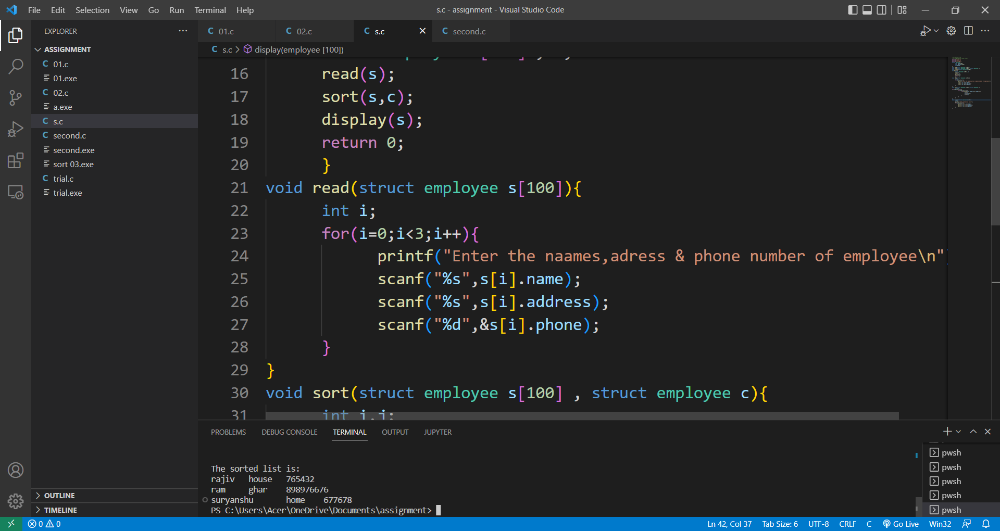 File Edit Selection View Go Run Terminal Help
s.c - assignment - Visual Studio Code
EXPLORER
01.c
02.c
s.c
second.c
s.c > display(employee [100])
ASSIGNMENT
01.c
01.exe
02.c
a.exe
s.c
second.c
second.exe
sort 03.exe
trial.c
trial.exe
OUTLINE
TIMELINE
16 read(s);
17 sort(s,c);
18 display(s);
19 return 0;
20 }
21 void read(struct employee s[100]){
22 int i;
23 for(i=0;i<3;i++){
24 printf("Enter the naames,adress & phone number of employee\n"
25 scanf("%s",s[i].name);
26 scanf("%s",s[i].address);
27 scanf("%d",&s[i].phone);
28 }
29 }
30 void sort(struct employee s[100] , struct employee c){
31 int i,j;
PROBLEMS DEBUG CONSOLE TERMINAL OUTPUT JUPYTER
The sorted list is:
rajiv house 765432
ram ghar 898976676
suryanshu home 677678
PS C:\Users\Acer\OneDrive\Documents\assignment>
pwsh
pwsh
pwsh
pwsh
pwsh
0 0
Ln 42, Col 37 Tab Size: 6 UTF-8 CRLF C Go Live Win32